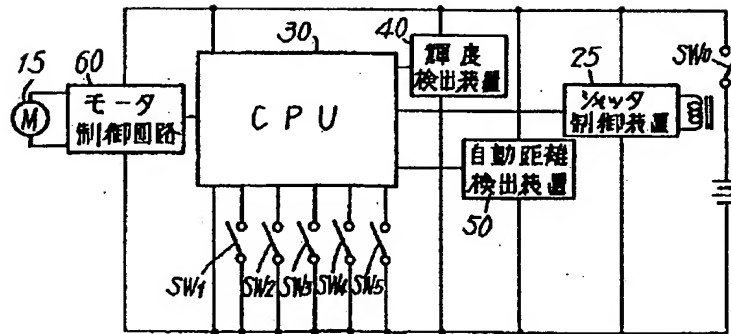 15
60
M
モータ
制御回路
30
CPU
40
輝度
検出装置
25
シャッタ
制御装置
SW0
自動距離
検出装置
50
SW1
SW2
SW3
SW4
SW5